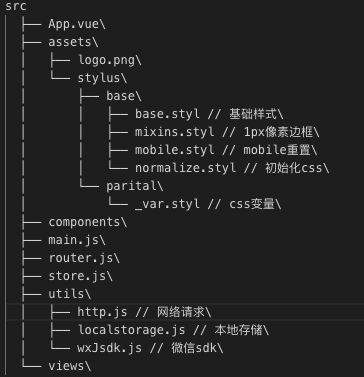 src
├── App.vue\
├── assets\
│   ├── logo.png\
│   └── stylus\
│       ├── base\
│       │   ├── base.styl // 基础样式\
│       │   ├── mixins.styl // 1px像素边框\
│       │   ├── mobile.styl // mobile重置\
│       │   └── normalize.styl // 初始化css\
│       └── parital\
│           └── _var.styl // css变量\
├── components\
├── main.js\
├── router.js\
├── store.js\
├── utils\
│   ├── http.js // 网络请求\
│   ├── localstorage.js // 本地存储\
│   └── wxJsdk.js // 微信sdk\
└── views\